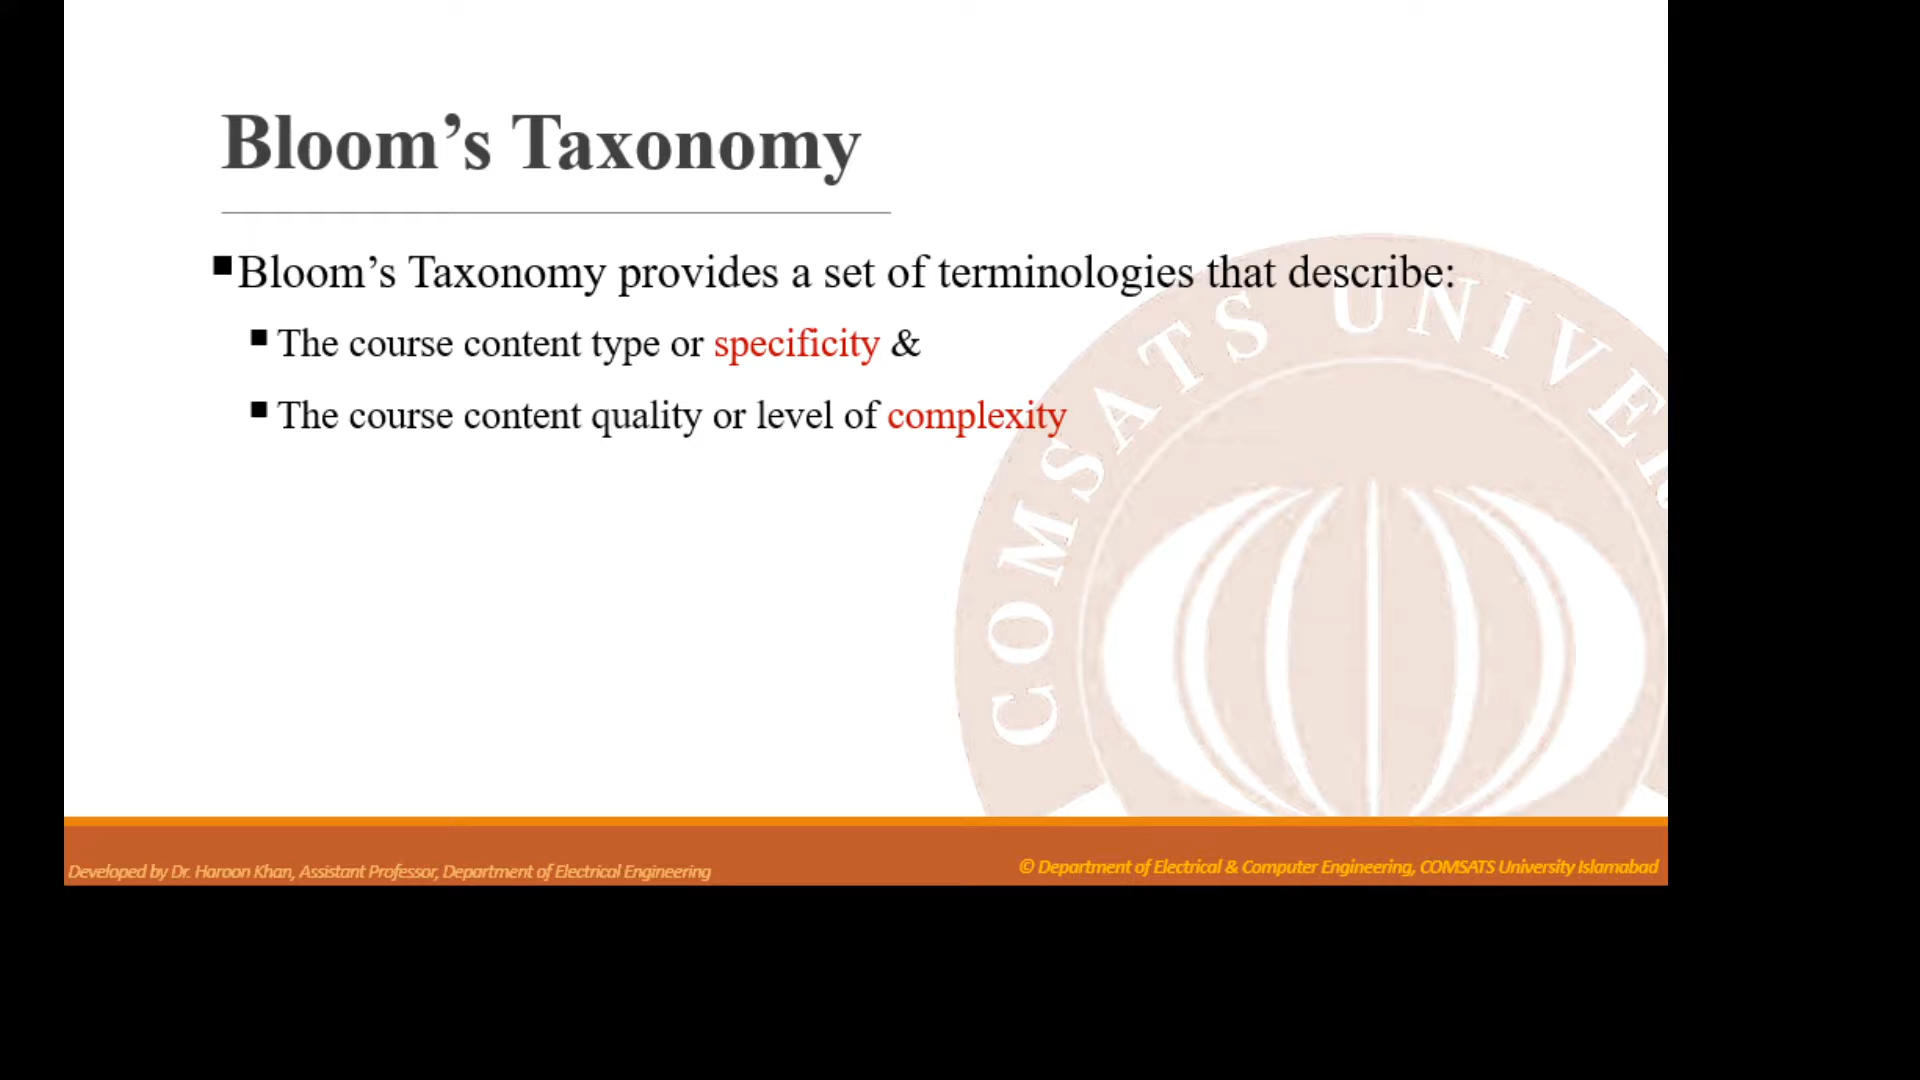 Bloom’s Taxonomy
Bloom’s Taxonomy provides a set of terminologies that describe:
The course content type or specificity &
The course content quality or level of complexity
COMSATS UNIVER
Developed by Dr. Haroon Khan, Assistant Professor, Department of Electrical Engineering
© Department of Electrical & Computer Engineering, COMSATS University Islamabad